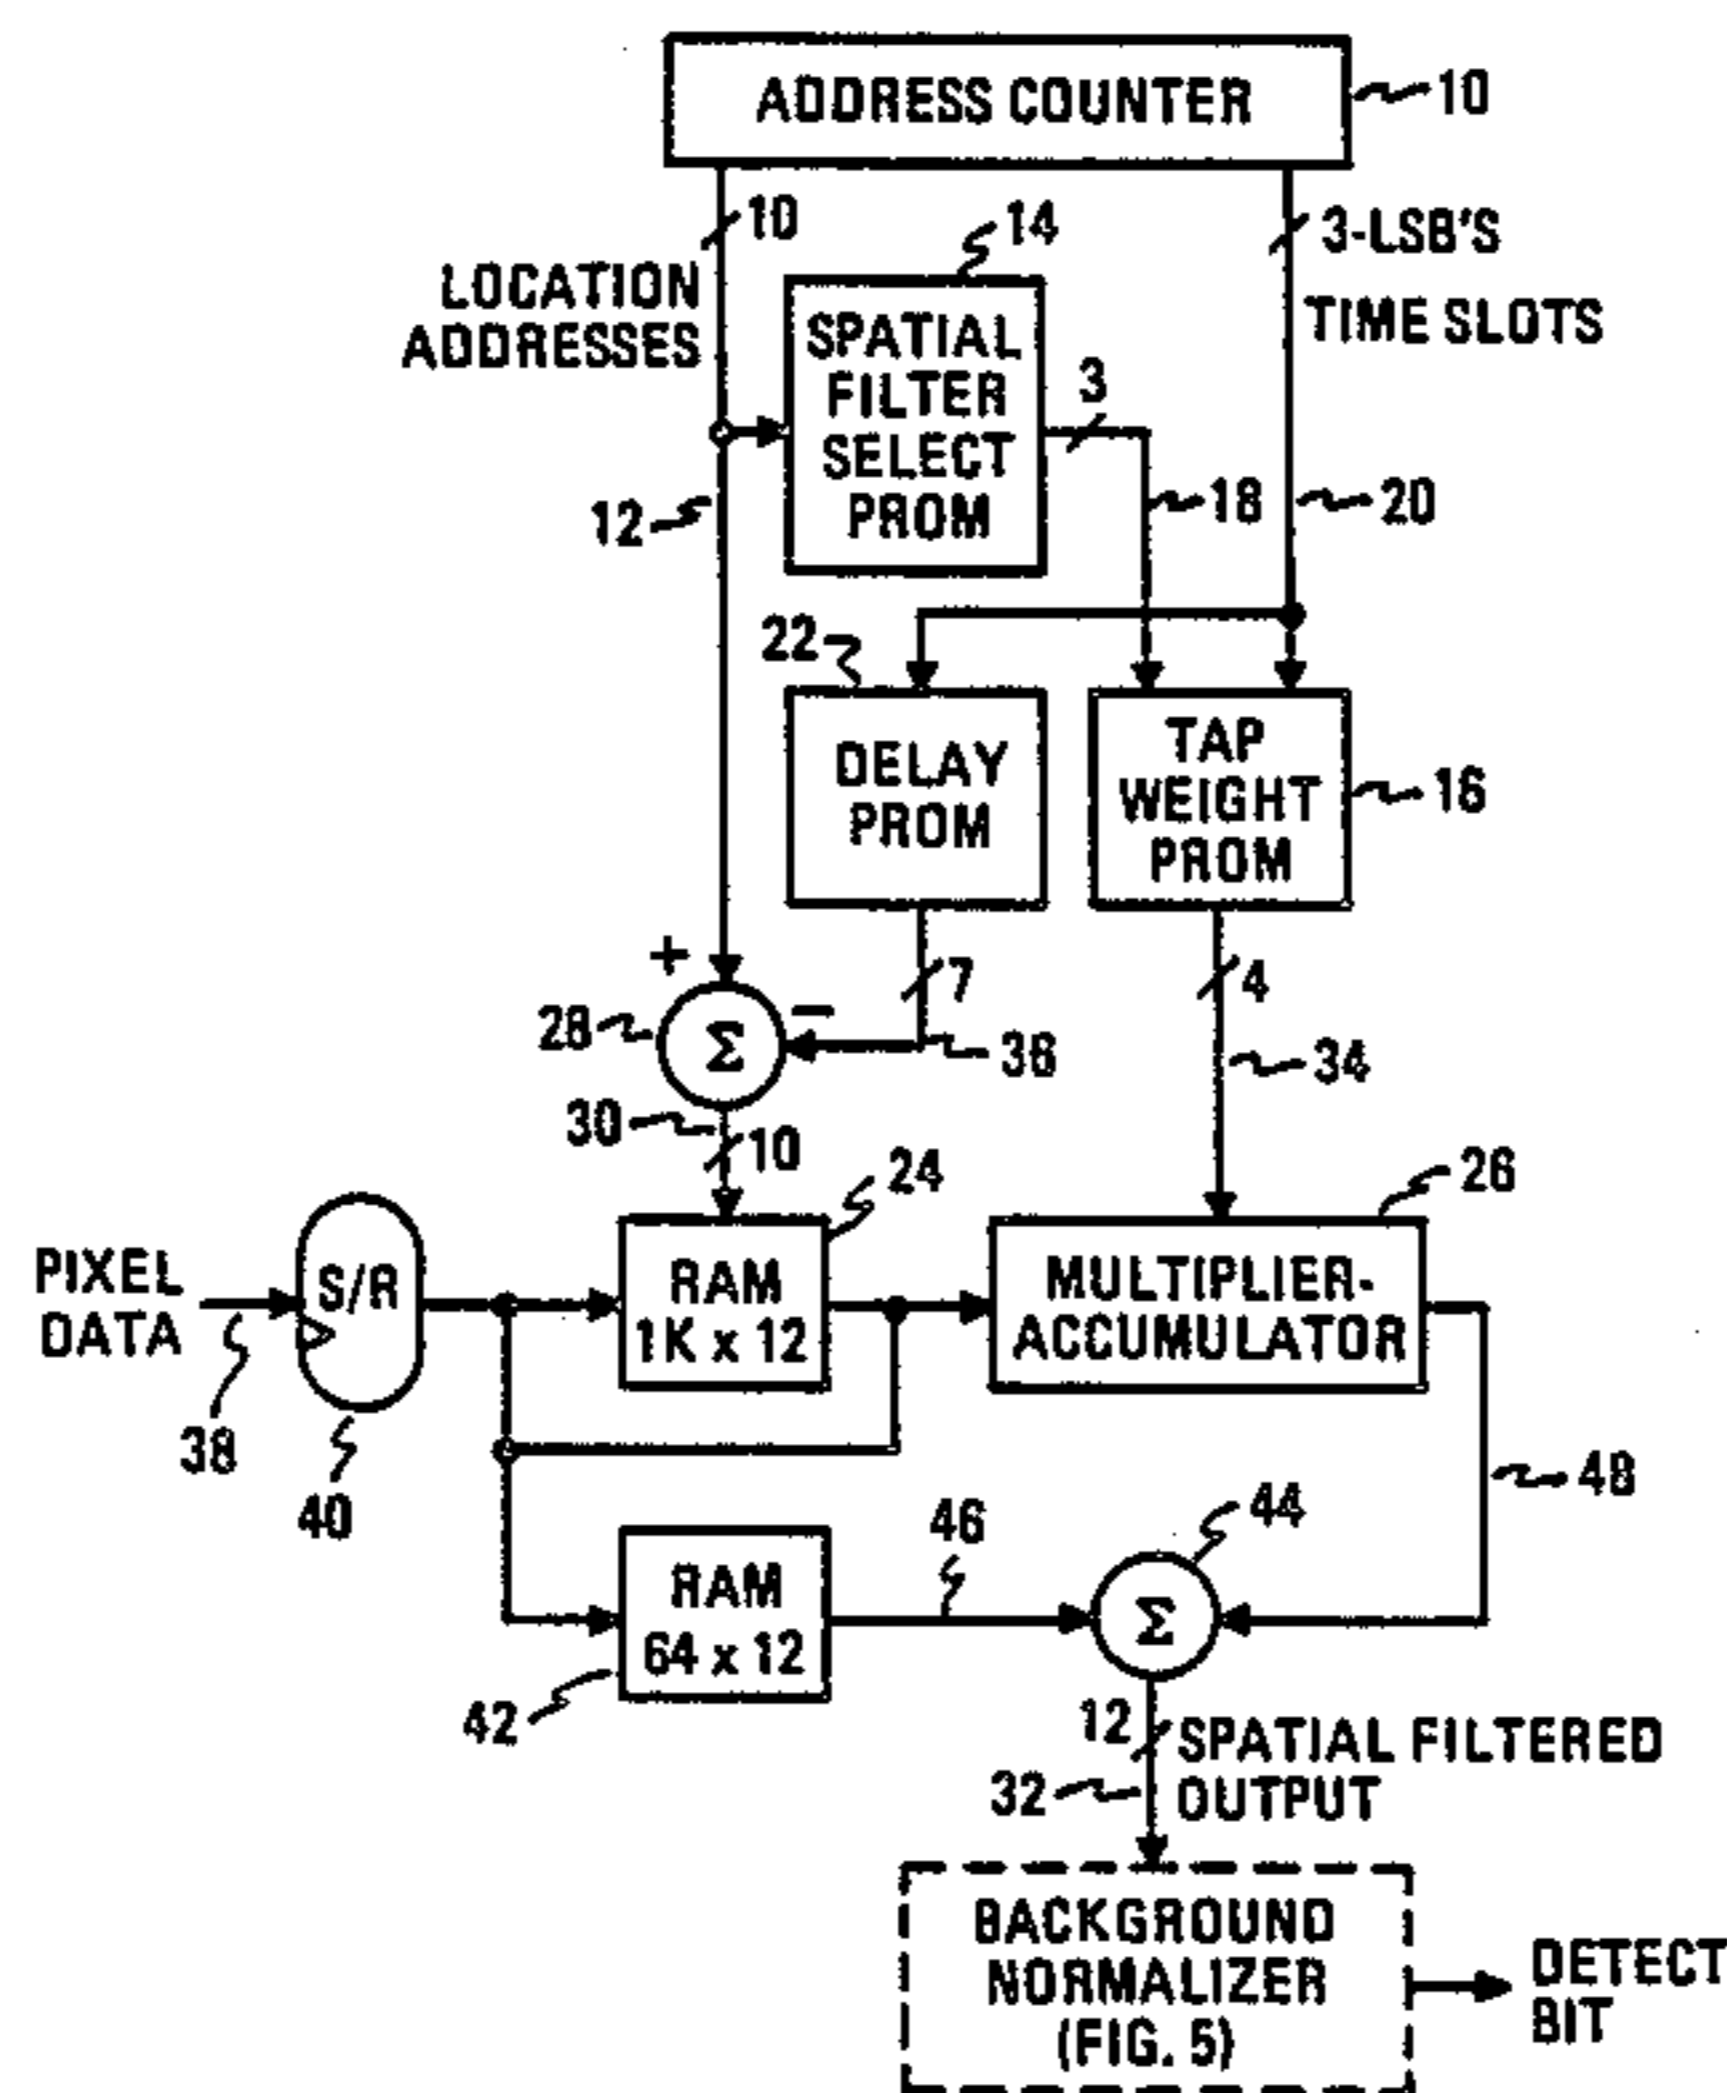 ADDRESS COUNTER
10
10
3-LSB'S
TIME SLOTS
LOCATION
ADDRESSES
14
SPATIAL
FILTER
SELECT
PROM
3
12
18
20
22
DELAY
PROM
TAP
WEIGHT
PROM
16
+
7
4
28
Σ
−
36
34
30
10
24
26
PIXEL
DATA
S/R
RAM
1K x 12
MULTIPLIER-
ACCUMULATOR
38
40
48
46
44
RAM
64 x 12
Σ
42
12
SPATIAL FILTERED
OUTPUT
32
BACKGROUND
NORMALIZER
(FIG. 5)
DETECT
BIT